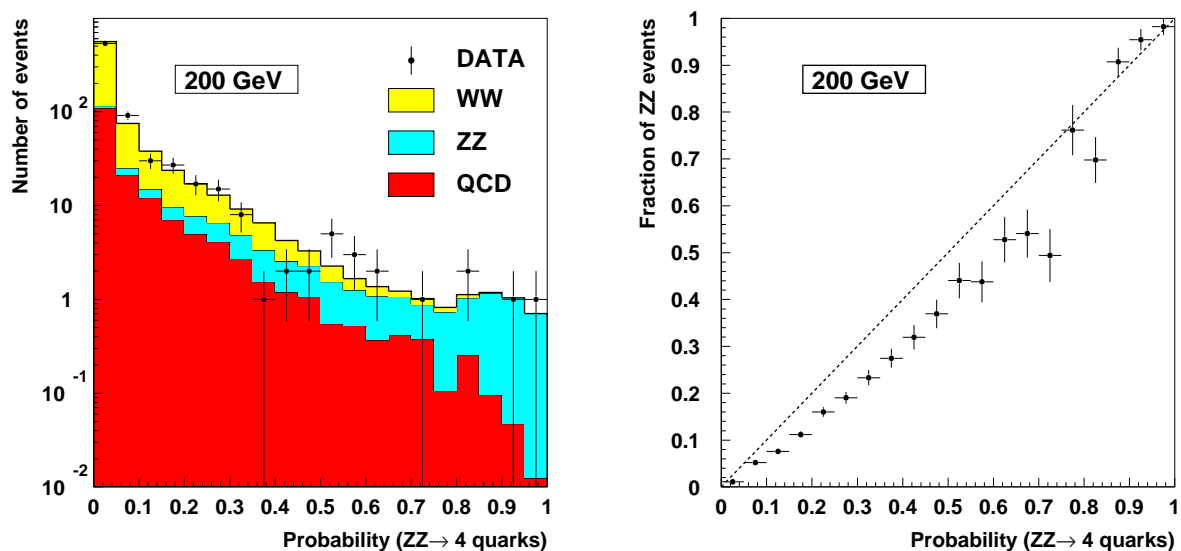 Number of events
10 2
10
1
10 -1
10 -2
0 0.1 0.2 0.3 0.4 0.5 0.6 0.7 0.8 0.9 1
Probability (ZZ→ 4 quarks)
200 GeV
DATA
WW
ZZ
QCD
Fraction of ZZ events
1
0.9
0.8
0.7
0.6
0.5
0.4
0.3
0.2
0.1
0
0 0.1 0.2 0.3 0.4 0.5 0.6 0.7 0.8 0.9 1
Probability (ZZ→ 4 quarks)
200 GeV